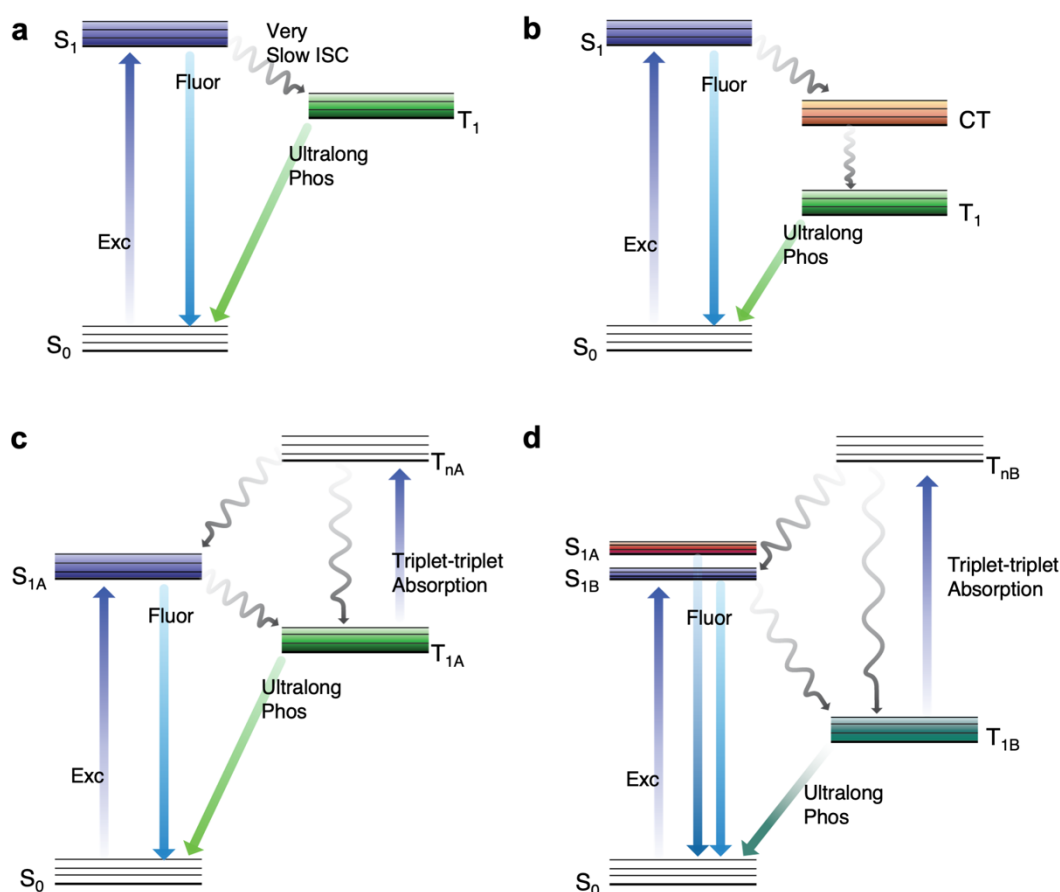 a
S1
Very
Slow ISC
Fluor
T1
Ultralong
Phos
Exc
S0
b
S1
Fluor
CT
T1
Ultralong
Phos
Exc
S0
c
TnA
S1A
Triplet-triplet
Absorption
Fluor
T1A
Ultralong
Phos
Exc
S0
d
TnB
S1A
S1B
Triplet-triplet
Absorption
Fluor
T1B
Ultralong
Phos
Exc
S0